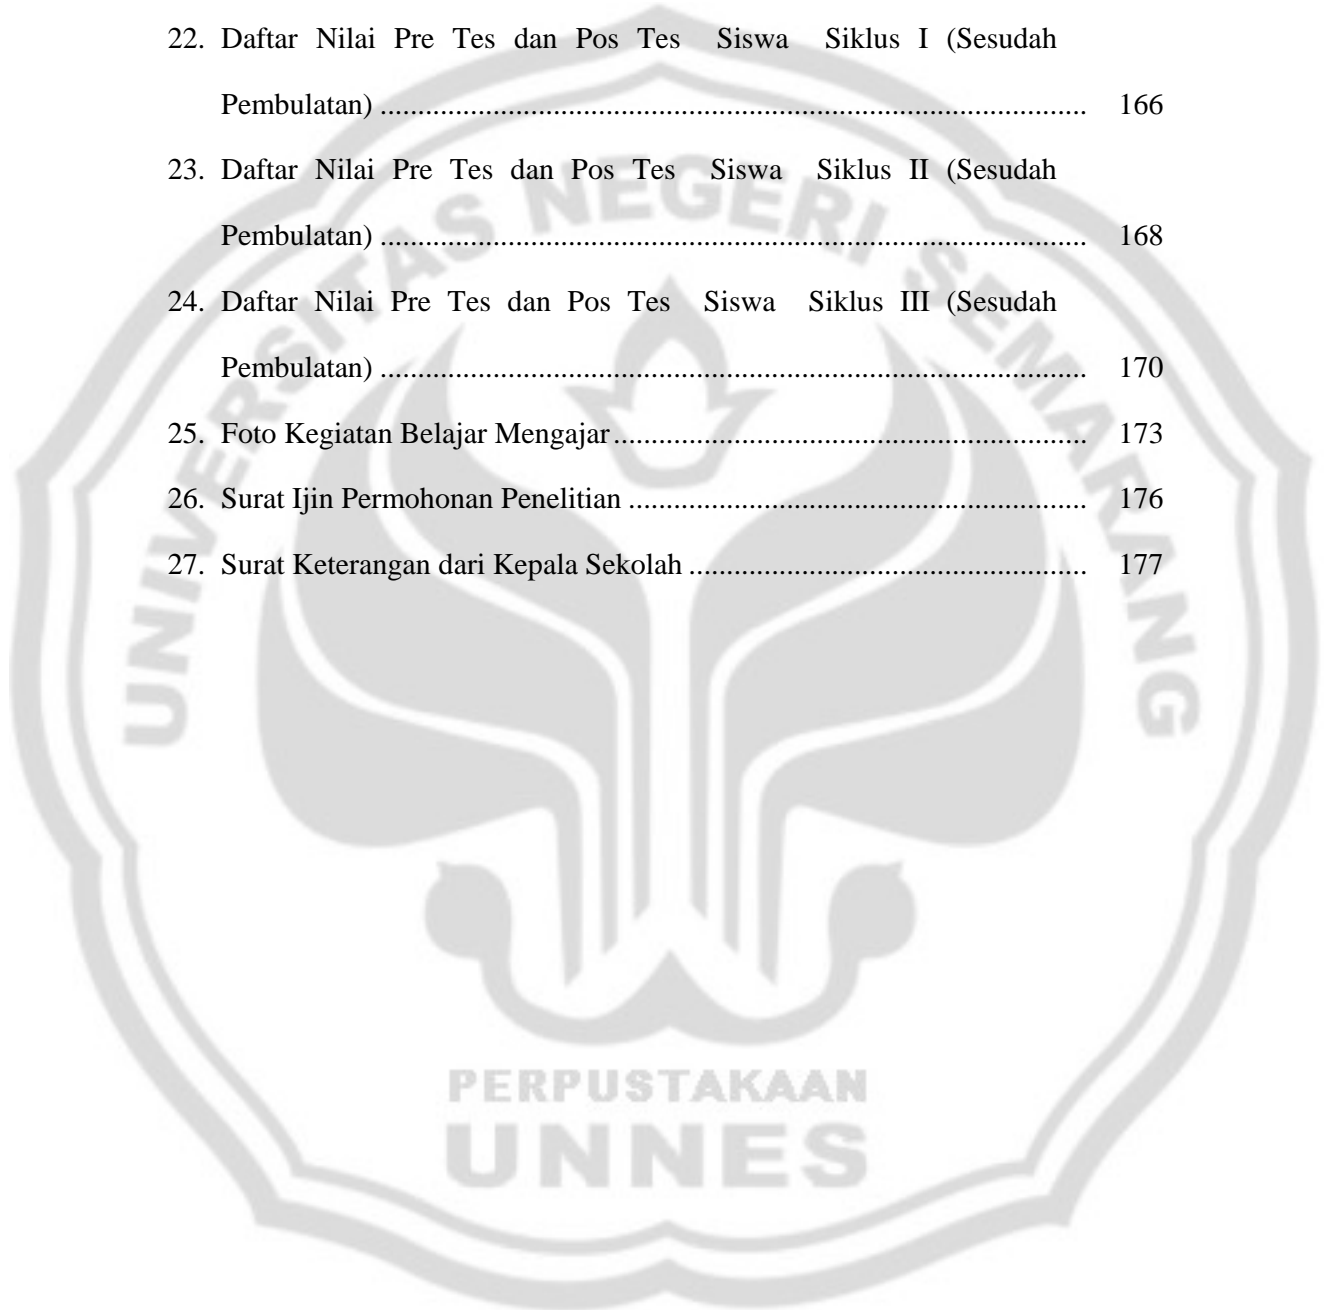 22. Daftar Nilai Pre Tes dan Pos Tes Siswa Siklus I (Sesudah
Pembulatan) ............................................................................................. 166
23. Daftar Nilai Pre Tes dan Pos Tes Siswa Siklus II (Sesudah
Pembulatan) ............................................................................................. 168
24. Daftar Nilai Pre Tes dan Pos Tes Siswa Siklus III (Sesudah
Pembulatan) ............................................................................................. 170
25. Foto Kegiatan Belajar Mengajar .............................................................. 173
26. Surat Ijin Permohonan Penelitian ............................................................ 176
27. Surat Keterangan dari Kepala Sekolah .................................................... 177
UNIVERSITAS NEGERI SEMARANG
PERPUSTAKAAN
UNNES